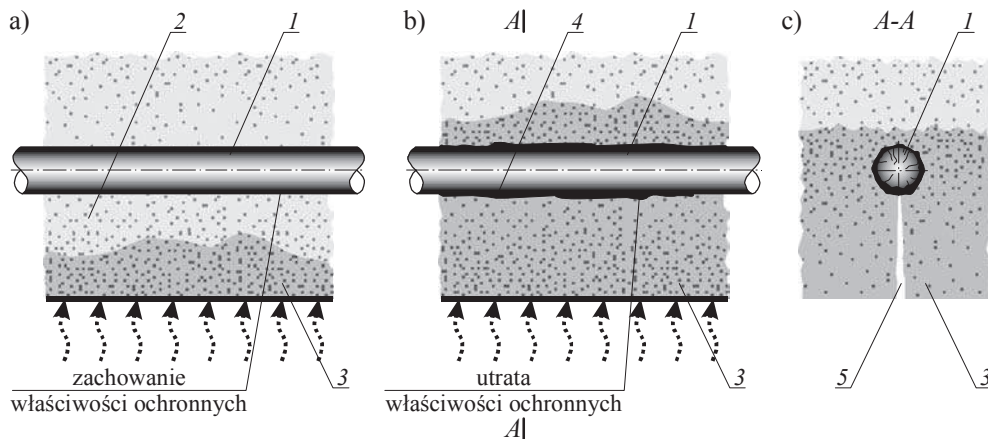 a)
2
1
3
zachowanie
właściwości ochronnych
b)
A
4
1
3
utrata
właściwości ochronnych
A
c)
A-A
1
5
3